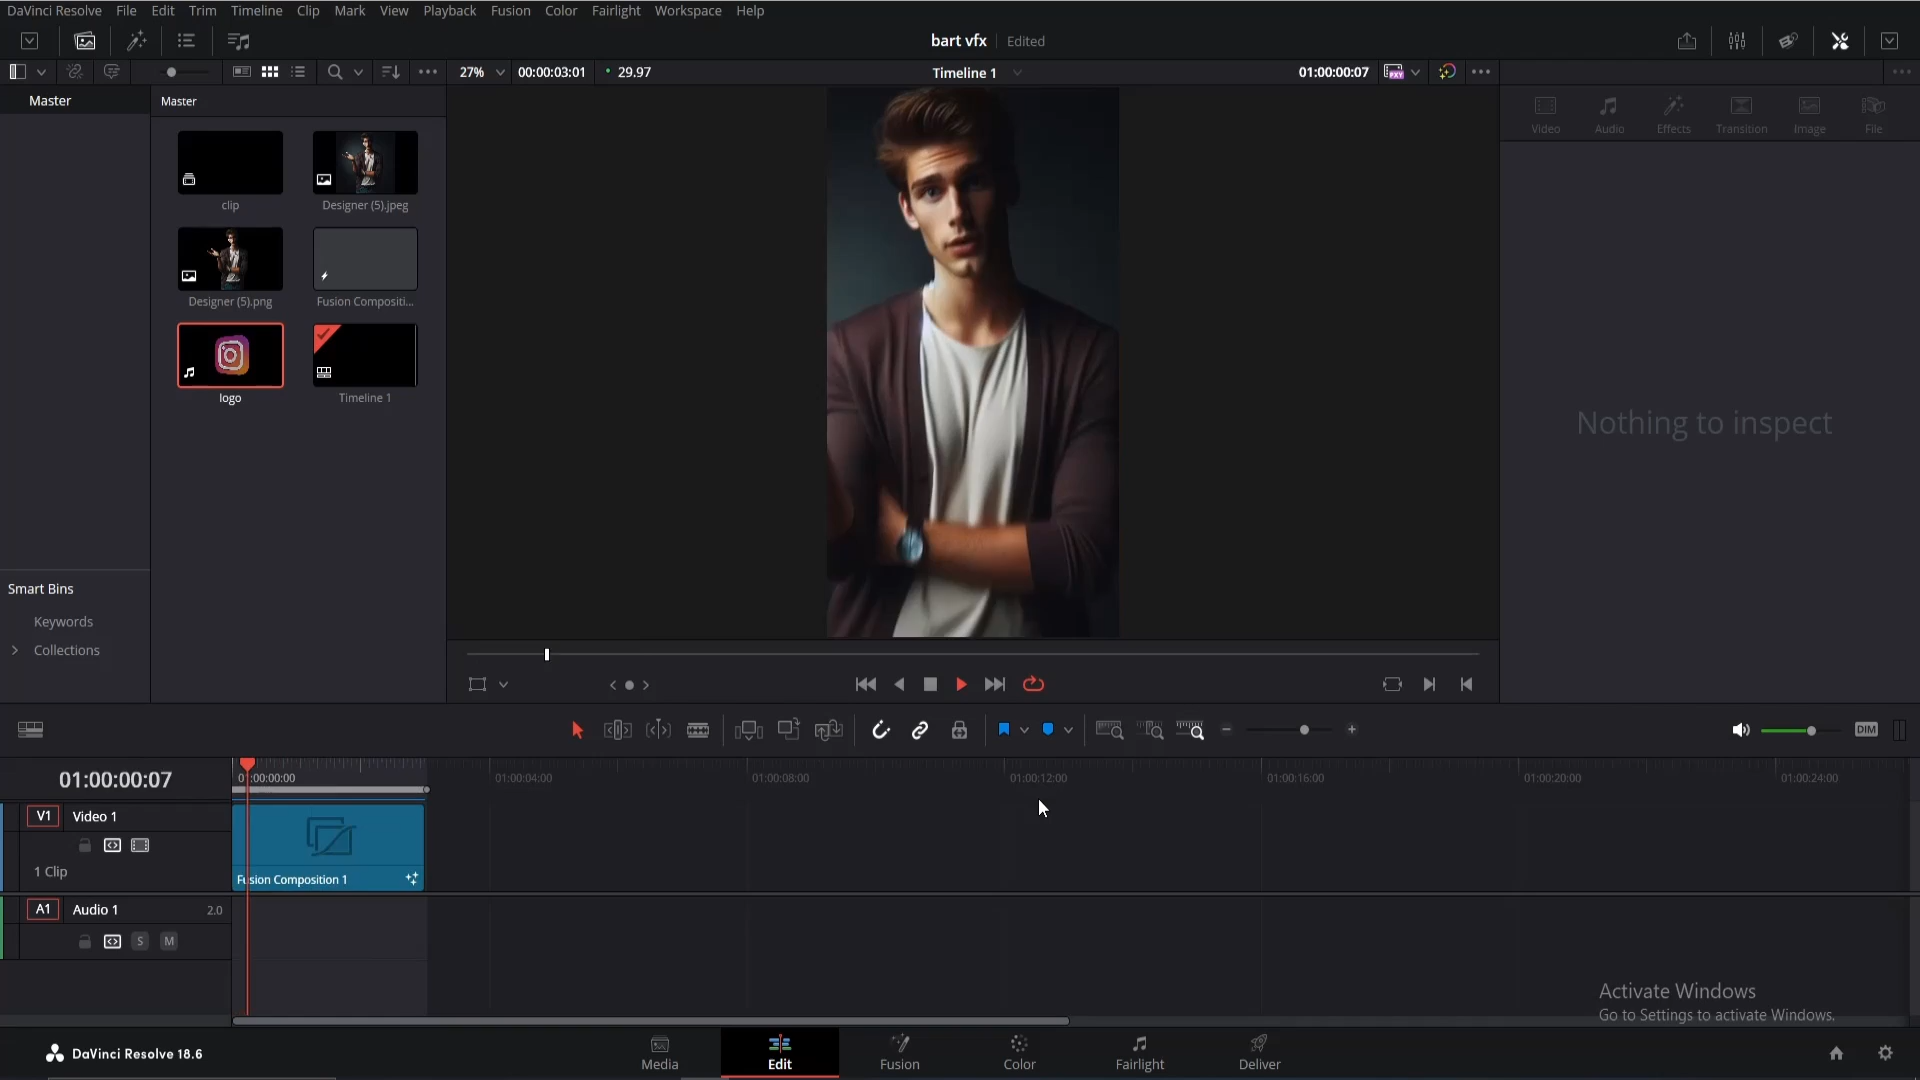 DaVinci Resolve File Edit Trim Timeline Clip Mark View Playback Fusion Color Fairlight Workspace Help
bart vfx Edited
27% 00:00:03:01 29.97 Timeline 1 01:00:00:07 PXY
Master
Master
Video Audio Effects Transition Image File
clip
Designer (5).jpeg
Designer (5).png
Fusion Compositi...
logo
Timeline 1
Nothing to inspect
Smart Bins
Keywords
Collections
DIM
01:00:00:07
01:00:00:00 01:00:04:00 01:00:08:00 01:00:12:00 01:00:16:00 01:00:20:00 01:00:24:00
V1 Video 1
1 Clip
Fusion Composition 1
A1 Audio 1 2.0
S M
Activate Windows
Go to Settings to activate Windows.
DaVinci Resolve 18.6
Media Edit Fusion Color Fairlight Deliver